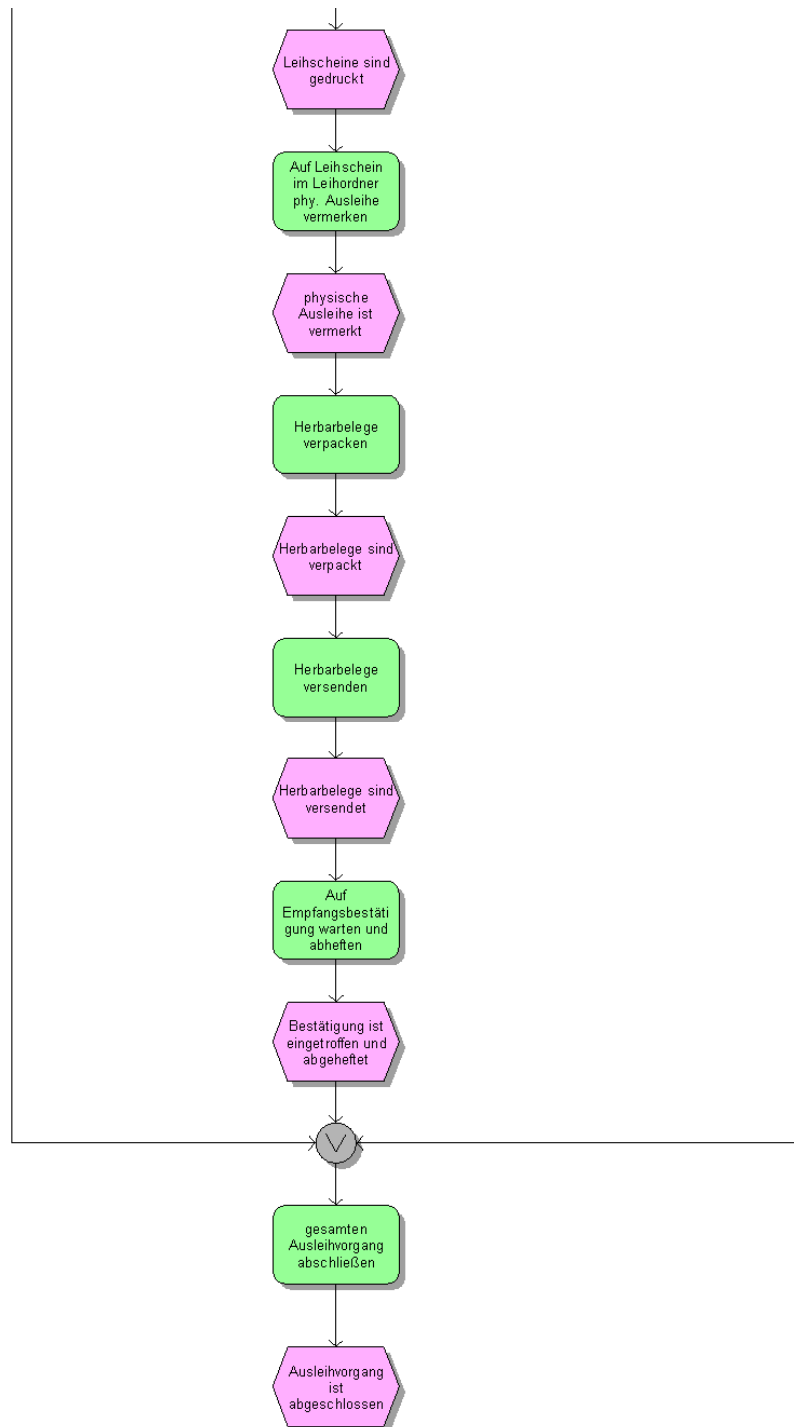 Leihscheine sind
gedruckt
Auf Leihschein
im Leihordner
phy. Ausleihe
vermerken
physische
Ausleihe ist
vermerkt
Herbarbelege
verpacken
Herbarbelege sind
verpackt
Herbarbelege
versenden
Herbarbelege sind
versendet
Auf
Empfangsbestäti
gung warten und
abheften
Bestätigung ist
eingetroffen und
abgeheftet
gesamten
Ausleihvorgang
abschließen
Ausleihvorgang
ist
abgeschlossen